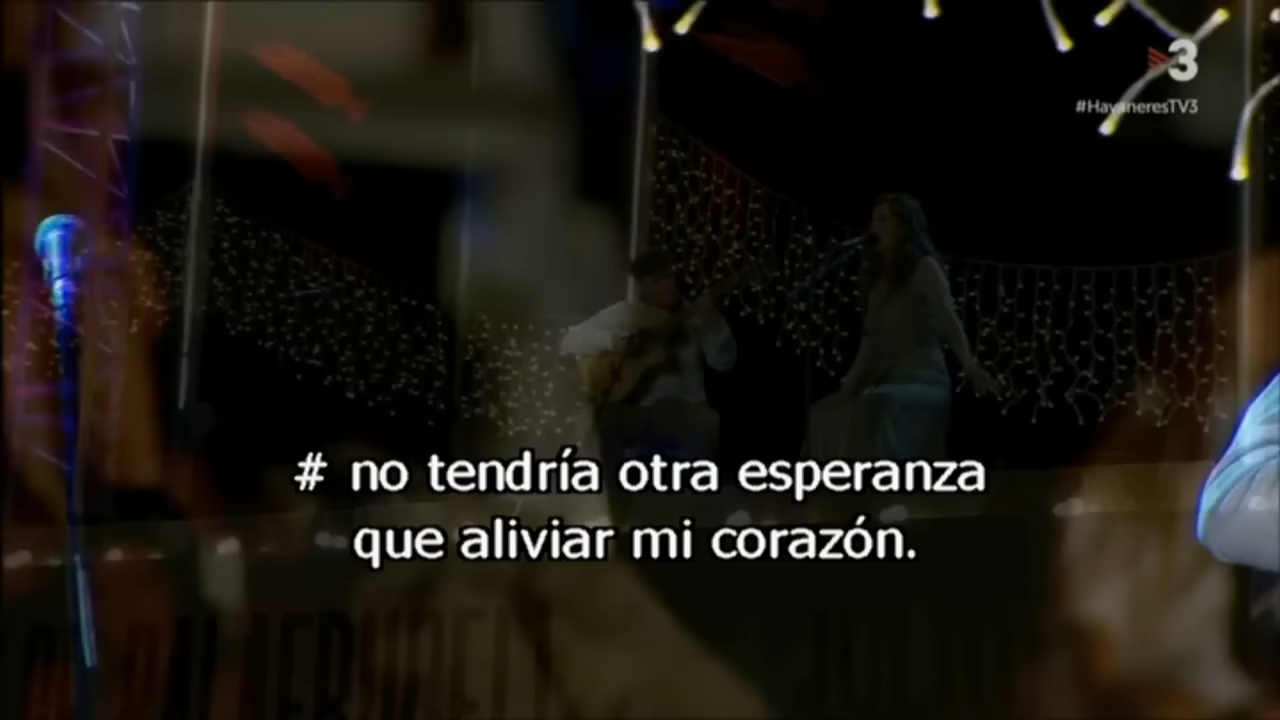 3
#HavaneresTV3
# no tendría otra esperanza
que aliviar mi corazón.